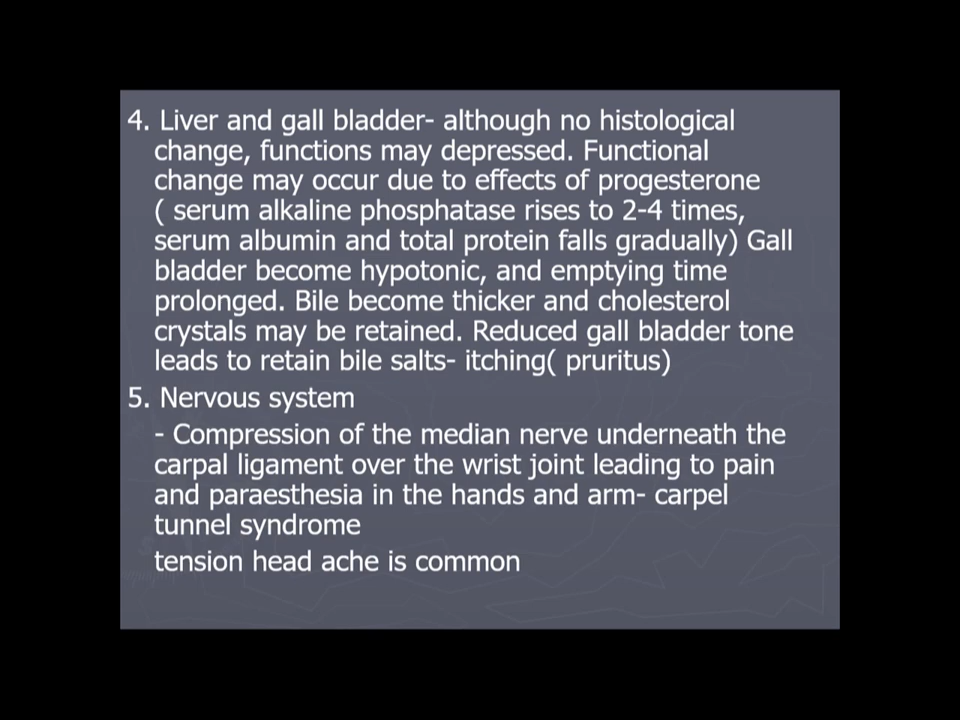 4. Liver and gall bladder- although no histological
change, functions may depressed. Functional
change may occur due to effects of progesterone
( serum alkaline phosphatase rises to 2-4 times,
serum albumin and total protein falls gradually) Gall
bladder become hypotonic, and emptying time
prolonged. Bile become thicker and cholesterol
crystals may be retained. Reduced gall bladder tone
leads to retain bile salts- itching( pruritus)
5. Nervous system
- Compression of the median nerve underneath the
carpal ligament over the wrist joint leading to pain
and paraesthesia in the hands and arm- carpel
tunnel syndrome
tension head ache is common